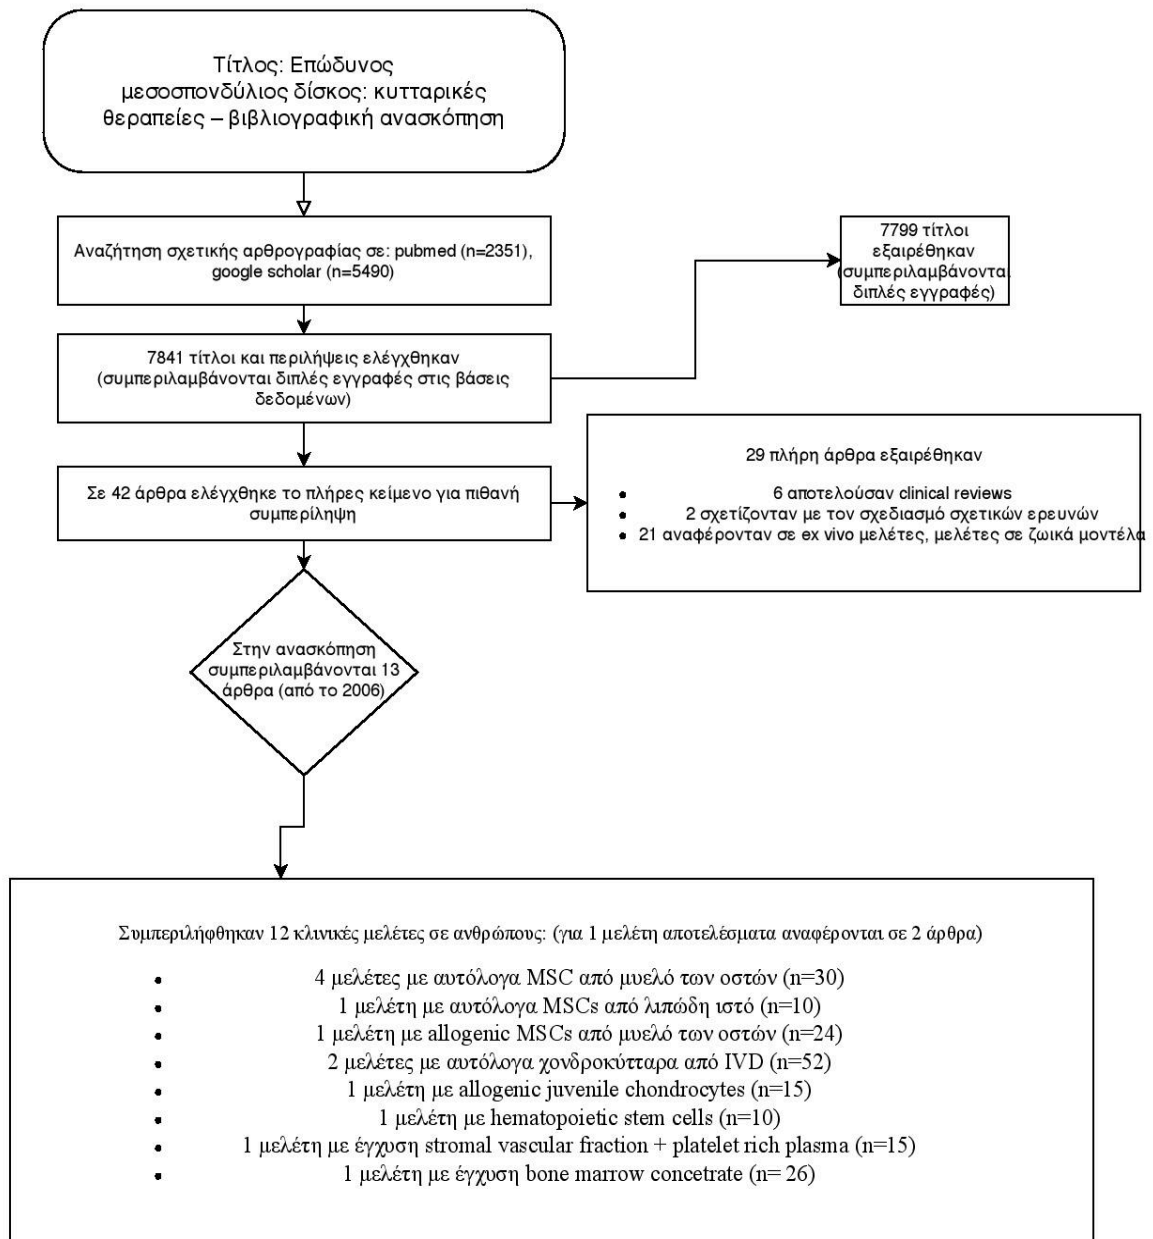 Τίτλος: Επώδυνος
μεσοσπονδύλιος δίσκος: κυτταρικές
θεραπείες – βιβλιογραφική ανασκόπηση
Αναζήτηση σχετικής αρθρογραφίας σε: pubmed (n=2351),
google scholar (n=5490)
7799 τίτλοι
εξαιρέθηκαν
(συμπεριλαμβάνονται
διπλές εγγραφές)
7841 τίτλοι και περιλήψεις ελέγχθηκαν
(συμπεριλαμβάνονται διπλές εγγραφές στις βάσεις
δεδομένων)
Σε 42 άρθρα ελέγχθηκε το πλήρες κείμενο για πιθανή
συμπερίληψη
29 πλήρη άρθρα εξαιρέθηκαν
• 6 αποτελούσαν clinical reviews
• 2 σχετίζονταν με τον σχεδιασμό σχετικών ερευνών
• 21 αναφέρονταν σε ex vivo μελέτες, μελέτες σε ζωικά μοντέλα
Στην ανασκόπηση
συμπεριλαμβάνονται 13
άρθρα (από το 2006)
Συμπεριλήφθηκαν 12 κλινικές μελέτες σε ανθρώπους: (για 1 μελέτη αποτελέσματα αναφέρονται σε 2 άρθρα)
• 4 μελέτες με αυτόλογα MSC από μυελό των οστών (n=30)
• 1 μελέτη με αυτόλογα MSCs από λιπώδη ιστό (n=10)
• 1 μελέτη με allogenic MSCs από μυελό των οστών (n=24)
• 2 μελέτες με αυτόλογα χονδροκύτταρα από IVD (n=52)
• 1 μελέτη με allogenic juvenile chondrocytes (n=15)
• 1 μελέτη με hematopoietic stem cells (n=10)
• 1 μελέτη με έγχυση stromal vascular fraction + platelet rich plasma (n=15)
• 1 μελέτη με έγχυση bone marrow concetrate (n= 26)